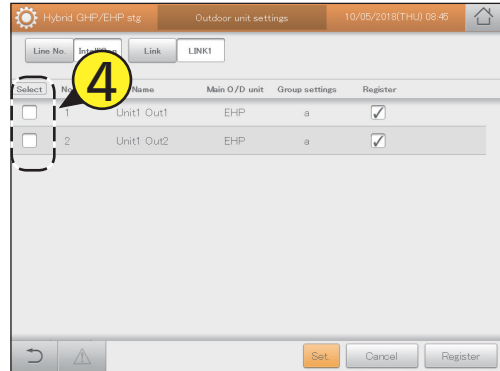 Hybrid GHP/EHP stg Outdoor unit settings 10/05/2018(THU) 08:45
Line No. Link LINK1
4
Select No Name Main O/D unit Group settings Register
1 Unit1 Out1 EHP a
2 Unit1 Out2 EHP a
Set. Cancel Register